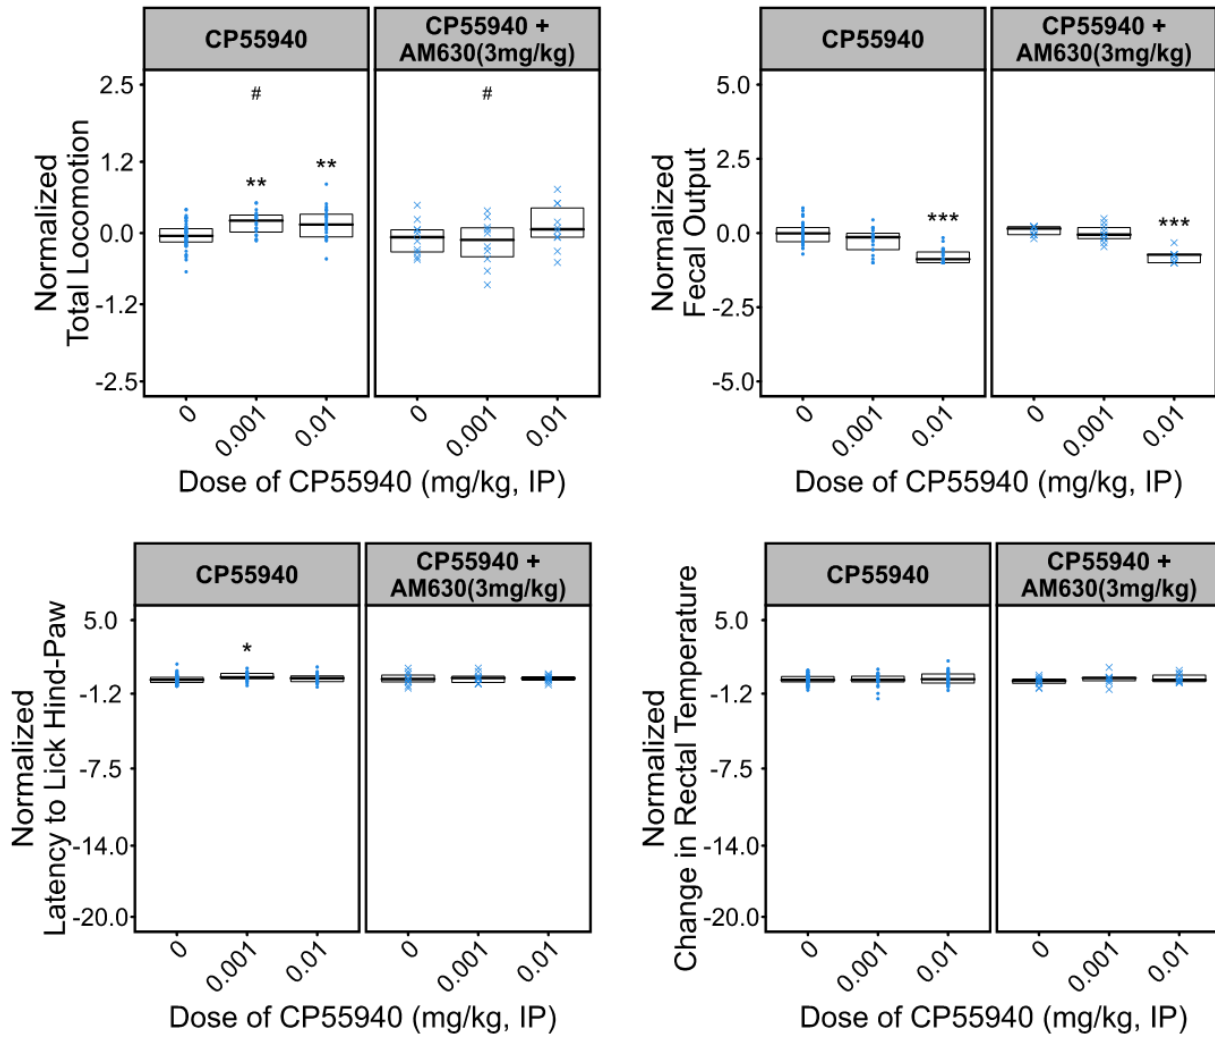 CP55940
CP55940 +
AM630(3mg/kg)
Normalized
Total Locomotion
2.5
1.2
0.0
-1.2
-2.5
#
#
**
**
0
0.001
0.01
0
0.001
0.01
Dose of CP55940 (mg/kg, IP)
CP55940
CP55940 +
AM630(3mg/kg)
Normalized
Fecal Output
5.0
2.5
0.0
-2.5
-5.0
***
***
0
0.001
0.01
0
0.001
0.01
Dose of CP55940 (mg/kg, IP)
CP55940
CP55940 +
AM630(3mg/kg)
Normalized
Latency to Lick Hind-Paw
5.0
-1.2
-7.5
-14.0
-20.0
*
0
0.001
0.01
0
0.001
0.01
Dose of CP55940 (mg/kg, IP)
CP55940
CP55940 +
AM630(3mg/kg)
Normalized
Change in Rectal Temperature
5.0
-1.2
-7.5
-14.0
-20.0
0
0.001
0.01
0
0.001
0.01
Dose of CP55940 (mg/kg, IP)